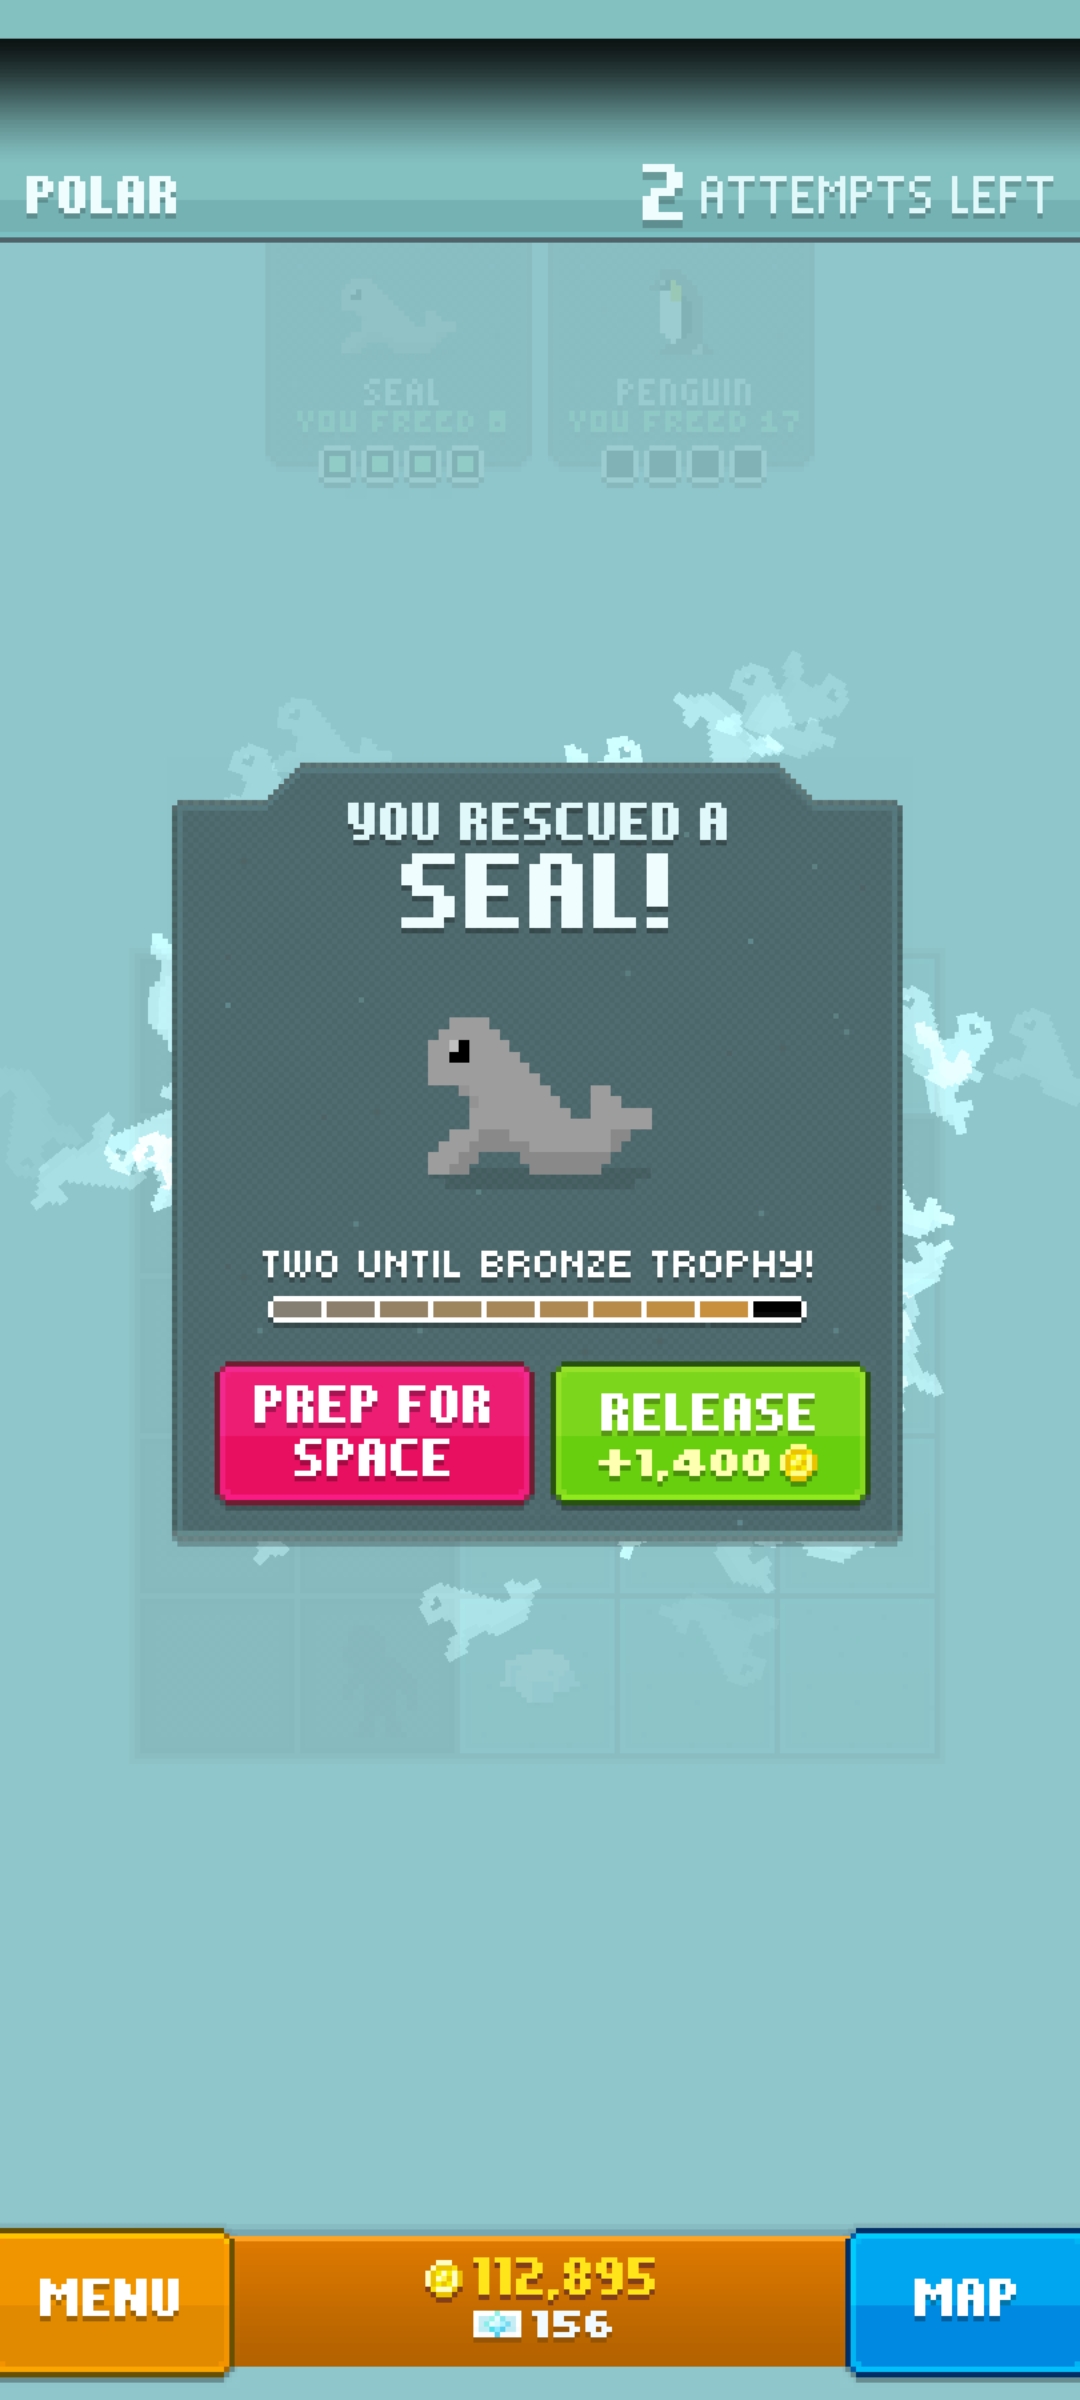 POLAR
2 ATTEMPTS LEFT
SEAL
YOU FREED 8
PENGUIN
YOU FREED 17
YOU RESCUED A
SEAL!
TWO UNTIL BRONZE TROPHY!
PREP FOR
SPACE
RELEASE
+1,400
MENU
112,895
156
MAP